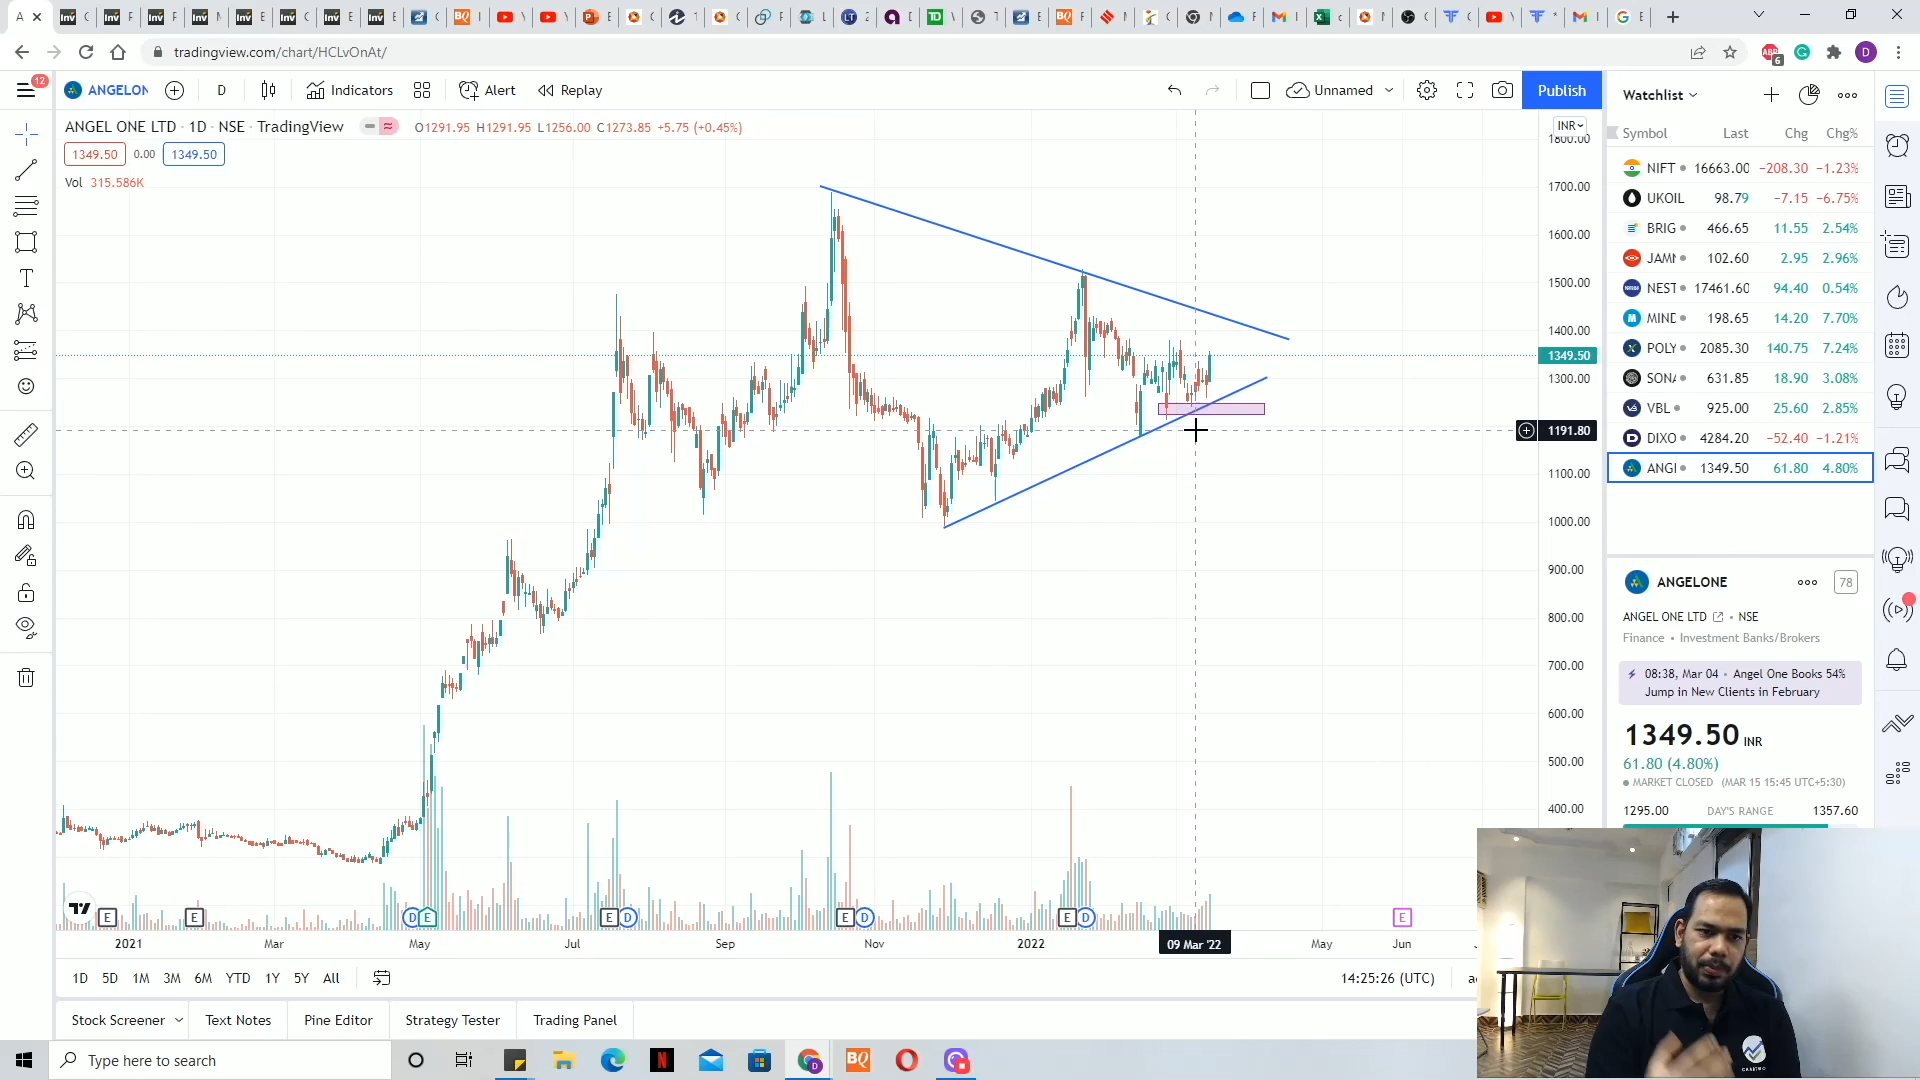 A
tradingview.com/chart/HCLvOnAt/
12
ANGELON
D
Indicators
Alert
Replay
Unnamed
Publish
ANGEL ONE LTD · 1D · NSE · TradingView
O1291.95 H1291.95 L1256.00 C1273.85 +5.75 (+0.45%)
1349.50 0.00 1349.50
Vol 315.586K
INR
1800.00
1700.00
1600.00
1500.00
1400.00
1349.50
1300.00
1191.80
1100.00
1000.00
900.00
800.00
700.00
600.00
500.00
400.00
2021 Mar May Jul Sep Nov 2022 09 Mar '22 May Jun
1D 5D 1M 3M 6M YTD 1Y 5Y All
14:25:26 (UTC)
Stock Screener Text Notes Pine Editor Strategy Tester Trading Panel
Watchlist
Symbol Last Chg Chg%
NIFT 16663.00 −208.30 −1.23%
UKOIL 98.79 −7.15 −6.75%
BRIG 466.65 11.55 2.54%
JAMN 102.60 2.95 2.96%
NEST 17461.60 94.40 0.54%
MIND 198.65 14.20 7.70%
POLY 2085.30 140.75 7.24%
SONA 631.85 18.90 3.08%
VBL 925.00 25.60 2.85%
DIXO 4284.20 −52.40 −1.21%
ANGI 1349.50 61.80 4.80%
ANGELONE 78
ANGEL ONE LTD • NSE
Finance • Investment Banks/Brokers
08:38, Mar 04 • Angel One Books 54%
Jump in New Clients in February
1349.50 INR
61.80 (4.80%)
MARKET CLOSED (MAR 15 15:45 UTC+5:30)
1295.00 DAY'S RANGE 1357.60
Type here to search